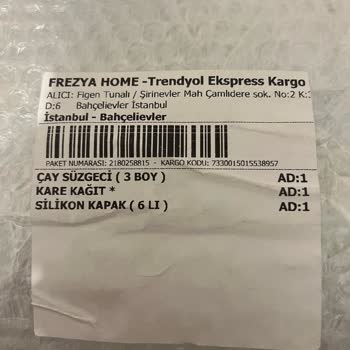 FREZYA HOME -Trendyol Ekspress Kargo
ALICI: Figen Tunalı / Şirinevler Mah Çamlıdere sok. No:2 K:
D:6 Bahçelievler İstanbul
İstanbul - Bahçelievler
PAKET NUMARASI: 2180258815 - KARGO KODU: 7330015015538957
ÇAY SÜZGECİ ( 3 BOY ) AD:1
KARE KAĞIT * AD:1
SİLİKON KAPAK ( 6 LI ) AD:1